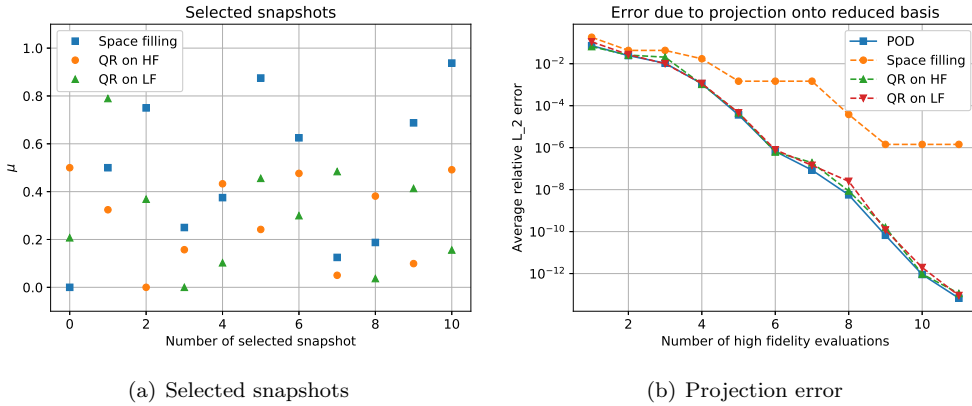 Selected snapshots
Space filling
QR on HF
QR on LF
1.0
0.8
0.6
0.4
0.2
0.0
μ
0 2 4 6 8 10
Number of selected snapshot
(a) Selected snapshots
Error due to projection onto reduced basis
POD
Space filling
QR on HF
QR on LF
10⁻²
10⁻⁴
10⁻⁶
10⁻⁸
10⁻¹⁰
10⁻¹²
Average relative L_2 error
2 4 6 8 10
Number of high fidelity evaluations
(b) Projection error